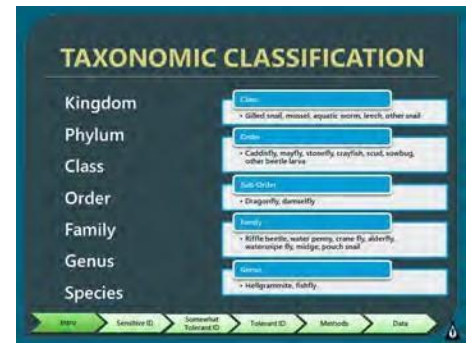 TAXONOMIC CLASSIFICATION
Kingdom
Phylum
Class
Order
Family
Genus
Species
Class
• Gilled snail, mussel, aquatic worm, leech, other snail
Order
• Caddisfly, mayfly, stonefly, crayfish, scud, sowbug,
other beetle larva
Sub-Order
• Dragonfly, damselfly
Family
• Riffle beetle, water penny, crane fly, alderfly,
watersnipe fly, midge, pouch snail
Genus
• Hellgrammite, fishfly
Intro
Sensitive ID
Somewhat
Tolerant ID
Tolerant ID
Methods
Data